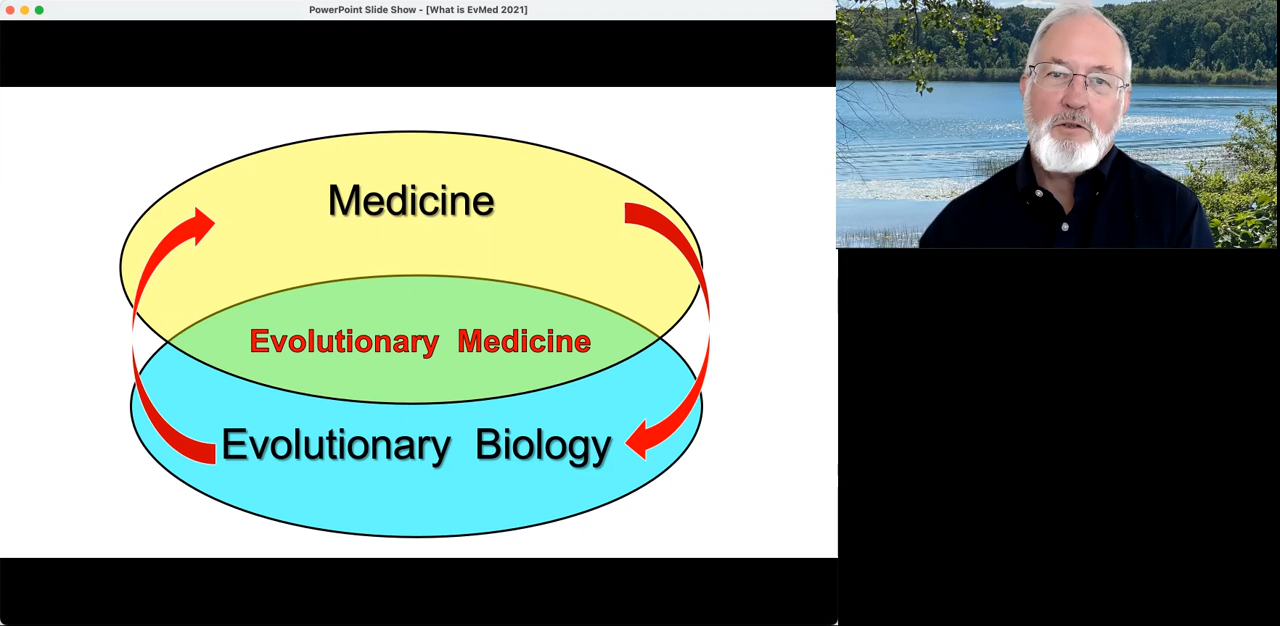 PowerPoint Slide Show - [What is EvMed 2021]
Medicine
Evolutionary Medicine
Evolutionary Biology